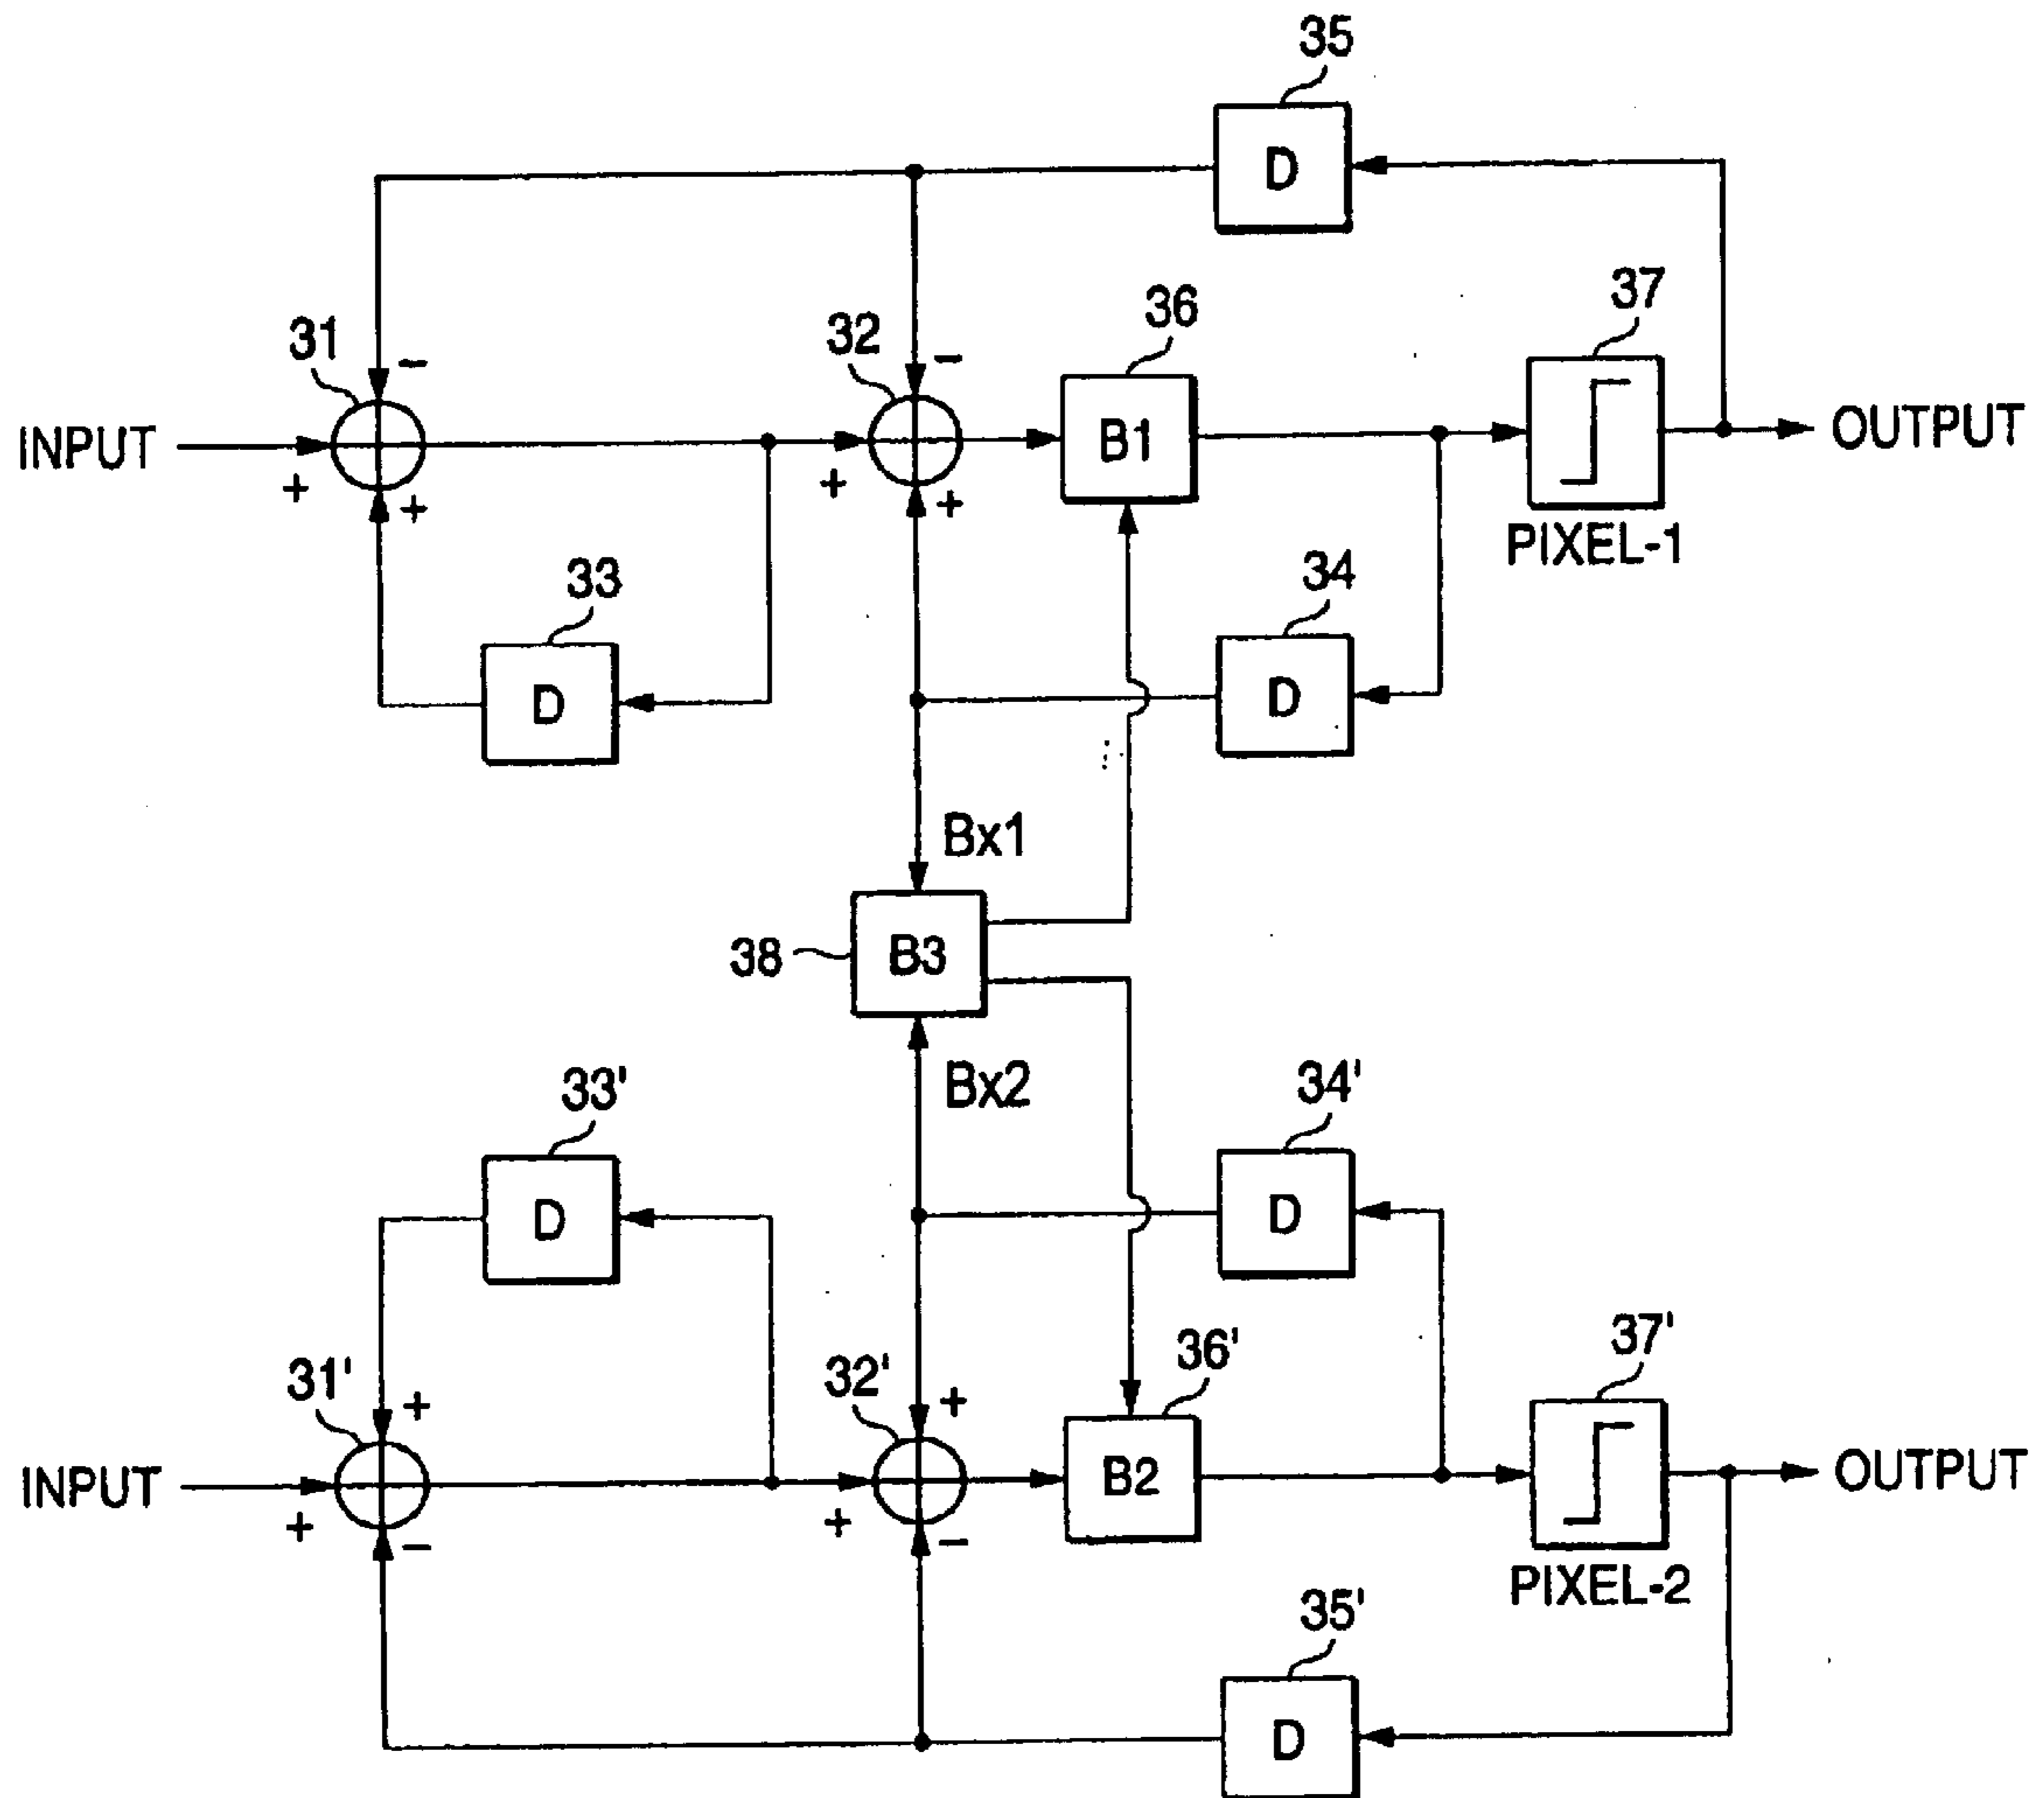 35
D
37
36
32
31
INPUT
B1
OUTPUT
PIXEL-1
33
34
D
D
Bx1
38
B3
Bx2
33'
34'
D
D
37'
36'
32'
31'
INPUT
B2
OUTPUT
PIXEL-2
35'
D